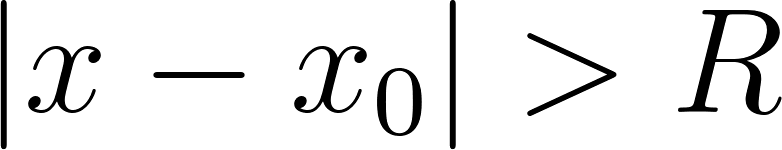 |x − x₀| > R